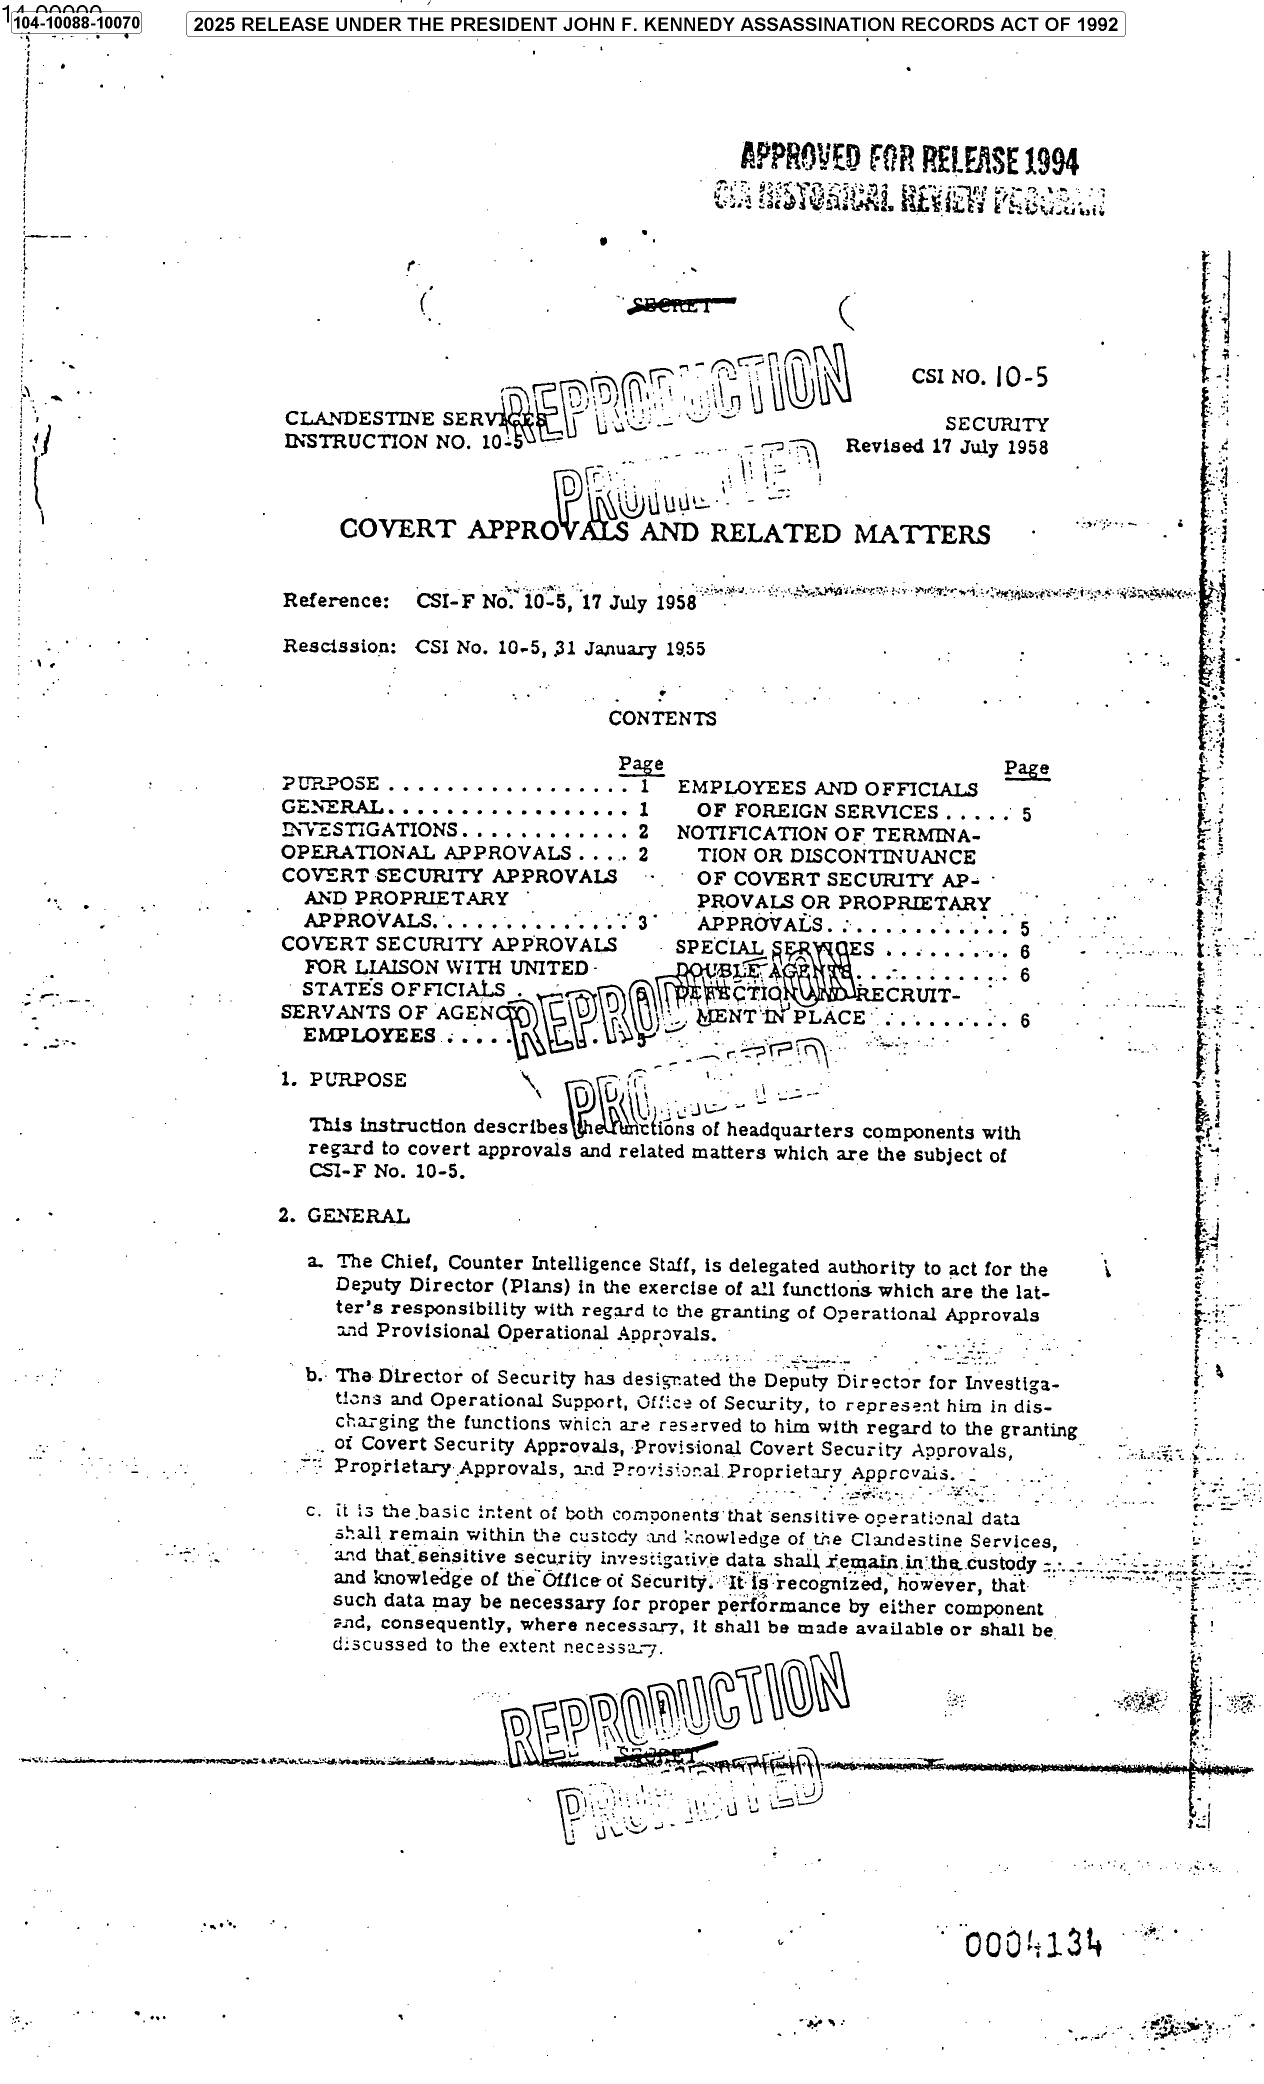 104-10088-10070
2025 RELEASE UNDER THE PRESIDENT JOHN F. KENNEDY ASSASSINATION RECORDS ACT OF 1992
APPROVED FOR RELEASE 1994
CIA HISTORICAL REVIEW PROGRAM
SECRET
REPRODUCTION
PROHIBITED
CSI NO. 10-5
CLANDESTINE SERVICES
INSTRUCTION NO. 10-5
SECURITY
Revised 17 July 1958
COVERT APPROVALS AND RELATED MATTERS
Reference: CSI-F No. 10-5, 17 July 1958
Rescission: CSI No. 10-5, 31 January 1955
CONTENTS
Page
PURPOSE .................. 1
GENERAL .................. 1
INVESTIGATIONS ............ 2
OPERATIONAL APPROVALS .... 2
COVERT SECURITY APPROVALS
AND PROPRIETARY
APPROVALS .............. 3
COVERT SECURITY APPROVALS
FOR LIAISON WITH UNITED
STATES OFFICIALS .
SERVANTS OF AGENCY
EMPLOYEES ..... 5
Page
EMPLOYEES AND OFFICIALS
OF FOREIGN SERVICES ..... 5
NOTIFICATION OF TERMINA-
TION OR DISCONTINUANCE
OF COVERT SECURITY AP-
PROVALS OR PROPRIETARY
APPROVALS .............. 5
SPECIAL SERVICES ......... 6
DOUBLE AGENTS ........... 6
DEFECTION AND RECRUIT-
MENT IN PLACE ......... 6
REPRODUCTION
PROHIBITED
1. PURPOSE
This instruction describes the functions of headquarters components with
regard to covert approvals and related matters which are the subject of
CSI-F No. 10-5.
2. GENERAL
a. The Chief, Counter Intelligence Staff, is delegated authority to act for the
Deputy Director (Plans) in the exercise of all functions which are the lat-
ter's responsibility with regard to the granting of Operational Approvals
and Provisional Operational Approvals.
b. The Director of Security has designated the Deputy Director for Investiga-
tions and Operational Support, Office of Security, to represent him in dis-
charging the functions which are reserved to him with regard to the granting
of Covert Security Approvals, Provisional Covert Security Approvals,
Proprietary Approvals, and Provisional Proprietary Approvals.
c. It is the basic intent of both components that sensitive operational data
shall remain within the custody and knowledge of the Clandestine Services,
and that sensitive security investigative data shall remain in the custody
and knowledge of the Office of Security. It is recognized, however, that
such data may be necessary for proper performance by either component
and, consequently, where necessary, it shall be made available or shall be
discussed to the extent necessary.
REPRODUCTION
SECRET
PROHIBITED
0004134